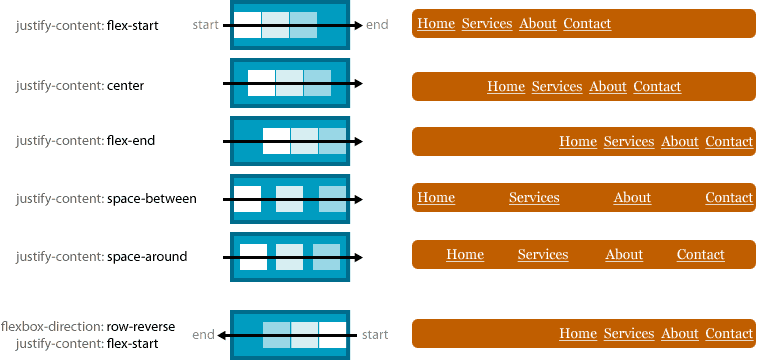 justify-content: flex-start
start
end
Home Services About Contact
justify-content: center
Home Services About Contact
justify-content: flex-end
Home Services About Contact
justify-content: space-between
Home Services About Contact
justify-content: space-around
Home Services About Contact
flexbox-direction: row-reverse
justify-content: flex-start
end
start
Home Services About Contact